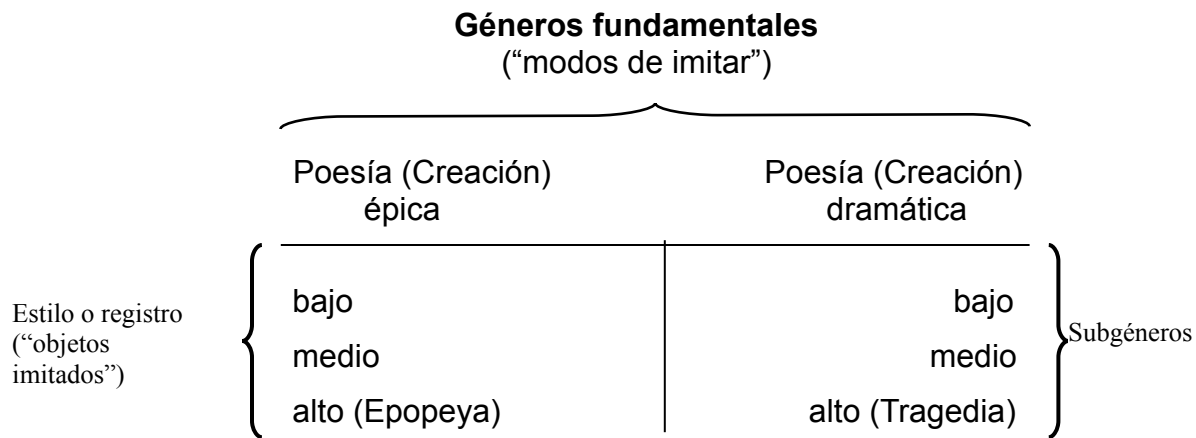 Géneros fundamentales
(“modos de imitar”)
Poesía (Creación)
épica
Poesía (Creación)
dramática
Estilo o registro
(“objetos
imitados”)
bajo
medio
alto (Epopeya)
bajo
medio
alto (Tragedia)
Subgéneros